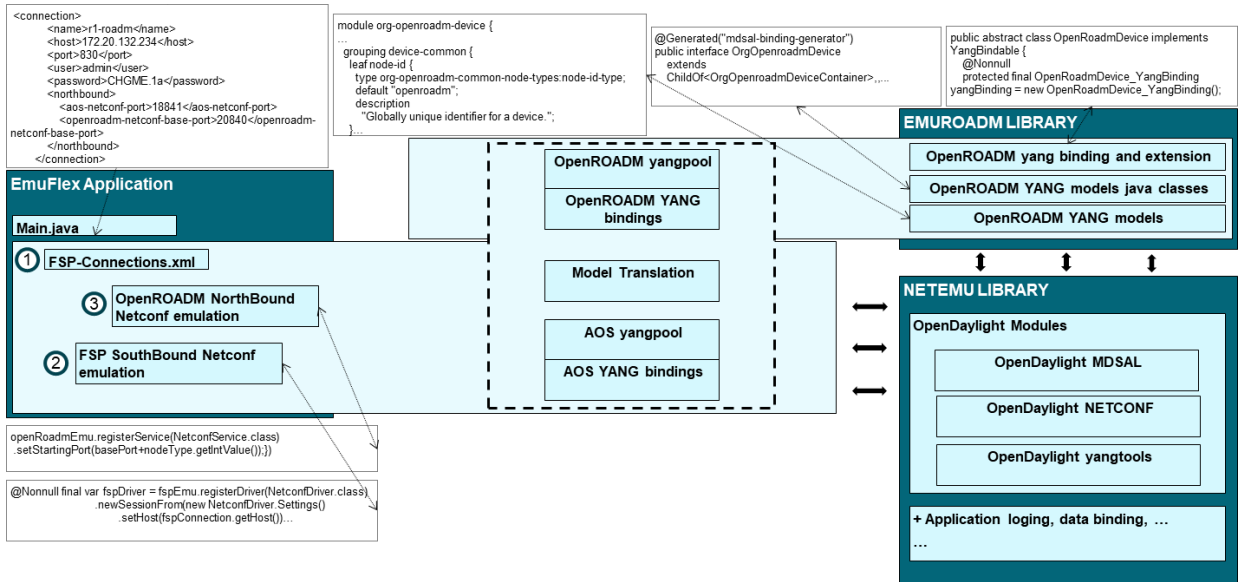 <connection>
<name>r1-roadm</name>
<host>172.20.132.234</host>
<port>830</port>
<user>admin</user>
<password>CHGME.1a</password>
<northbound>
<aos-netconf-port>18841</aos-netconf-port>
<openroadm-netconf-base-port>20840</openroadm-
netconf-base-port>
</northbound>
</connection>
module org-openroadm-device {
...
grouping device-common {
leaf node-id {
type org-openroadm-common-node-types:node-id-type;
default "openroadm";
description
"Globally unique identifier for a device.";
}...
@Generated("mdsal-binding-generator")
public interface OrgOpenroadmDevice
extends
ChildOf<OrgOpenroadmDeviceContainer>,,...
public abstract class OpenRoadmDevice implements
YangBindable {
@Nonnull
protected final OpenRoadmDevice_YangBinding
yangBinding = new OpenRoadmDevice_YangBinding();
EMUROADM LIBRARY
OpenROADM yang binding and extension
OpenROADM YANG models java classes
OpenROADM YANG models
OpenROADM yangpool
OpenROADM YANG
bindings
Model Translation
AOS yangpool
AOS YANG bindings
EmuFlex Application
Main.java
1
FSP-Connections.xml
3
OpenROADM NorthBound
Netconf emulation
2
FSP SouthBound Netconf
emulation
NETEMU LIBRARY
OpenDaylight Modules
OpenDaylight MDSAL
OpenDaylight NETCONF
OpenDaylight yangtools
+ Application loging, data binding, ...
...
openRoadmEmu.registerService(NetconfService.class)
.setStartingPort(basePort+nodeType.getIntValue());})
@Nonnull final var fspDriver = fspEmu.registerDriver(NetconfDriver.class)
.newSessionFrom(new NetconfDriver.Settings()
.setHost(fspConnection.getHost())...